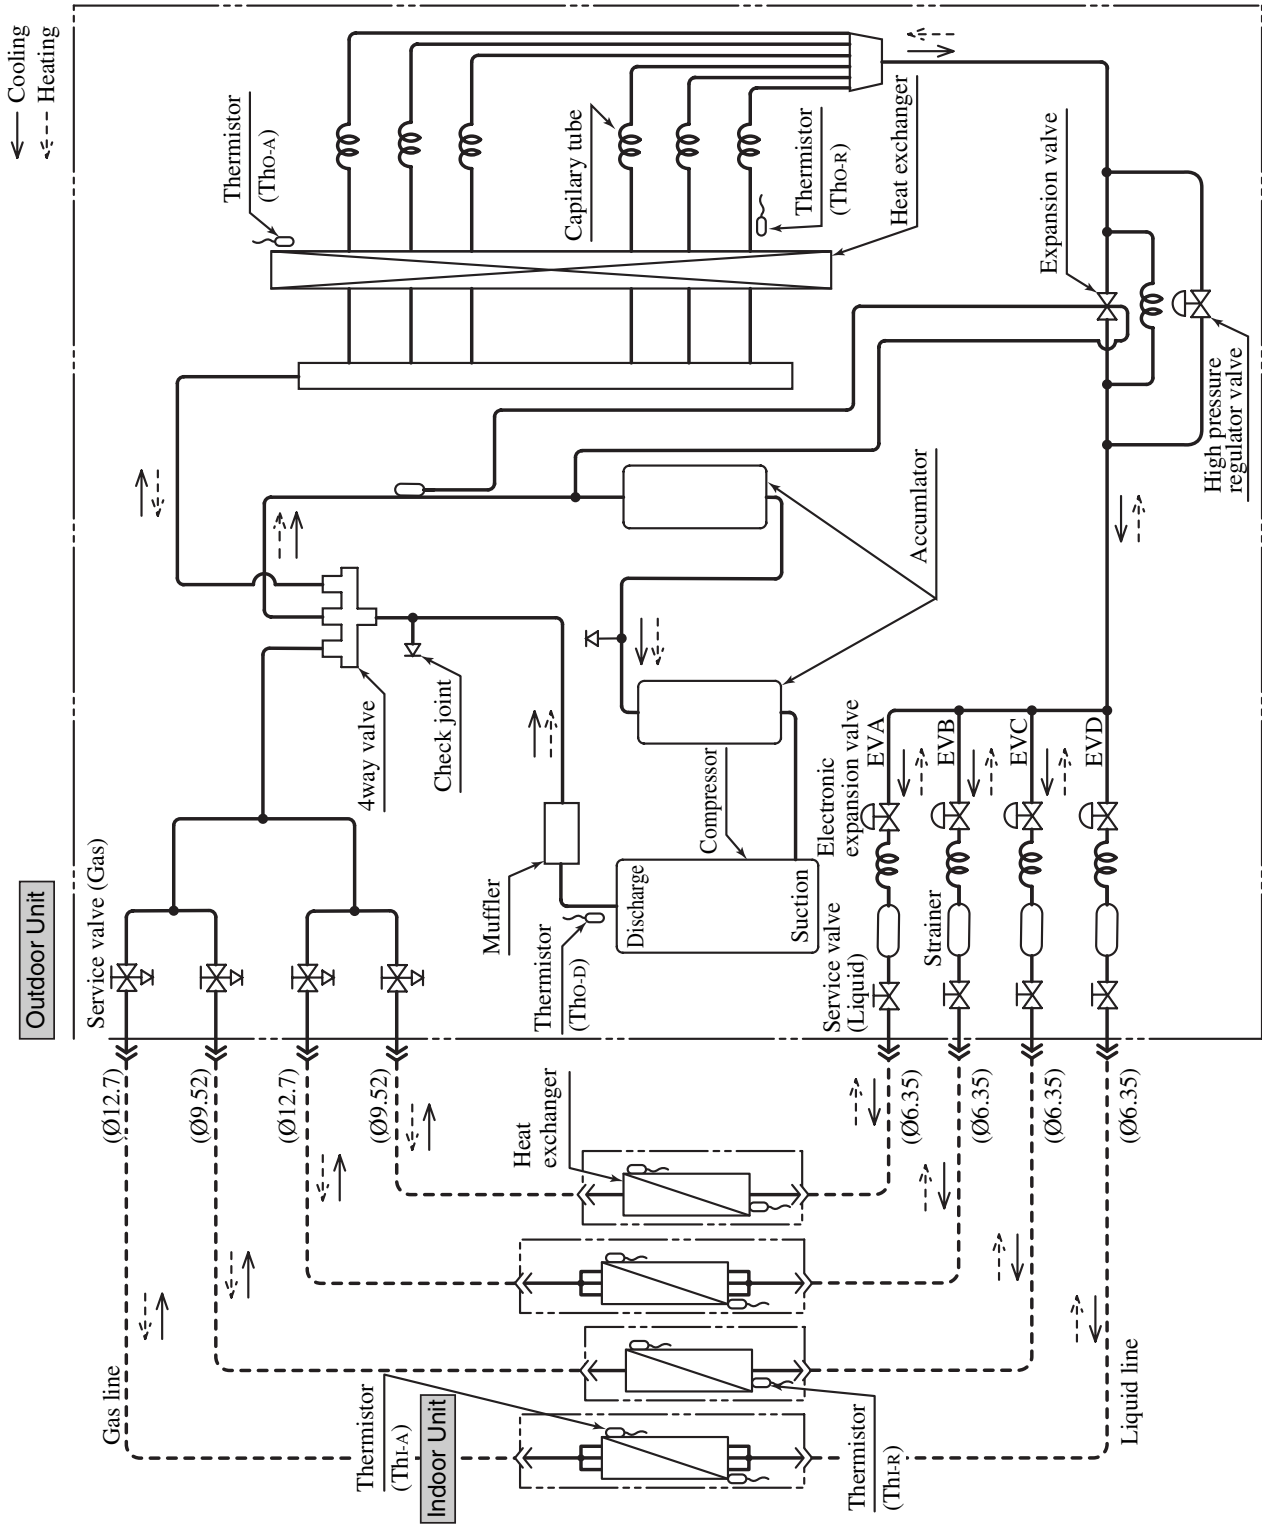 Cooling
Heating
Outdoor Unit
Service valve (Gas)
4way valve
Check joint
Muffler
Thermistor
(ThO-D)
Discharge
Suction
Compressor
Accumlator
Thermistor
(ThO-A)
Capilary tube
Thermistor
(ThO-R)
Heat exchanger
Expansion valve
High pressure
regulator valve
Electronic
expansion valve
EVA
EVB
EVC
EVD
Strainer
Service valve
(Liquid)
(Ø12.7)
(Ø9.52)
(Ø12.7)
(Ø9.52)
(Ø6.35)
(Ø6.35)
(Ø6.35)
(Ø6.35)
Heat
exchanger
Gas line
Liquid line
Thermistor
(ThI-A)
Indoor Unit
Thermistor
(ThI-R)